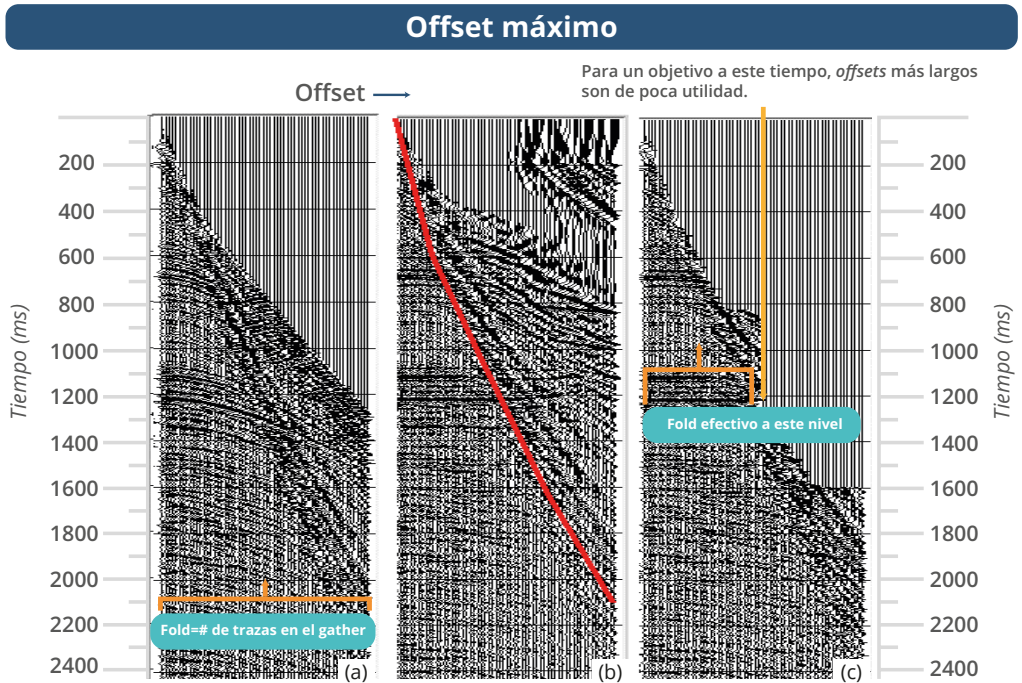 Offset máximo
Para un objetivo a este tiempo, offsets más largos
son de poca utilidad.
Offset
200
400
600
800
1000
1200
1400
1600
1800
2000
2200
2400
Tiempo (ms)
Fold=# de trazas en el gather
(a)
(b)
Fold efectivo a este nivel
(c)
200
400
600
800
1000
1200
1400
1600
1800
2000
2200
2400
Tiempo (ms)